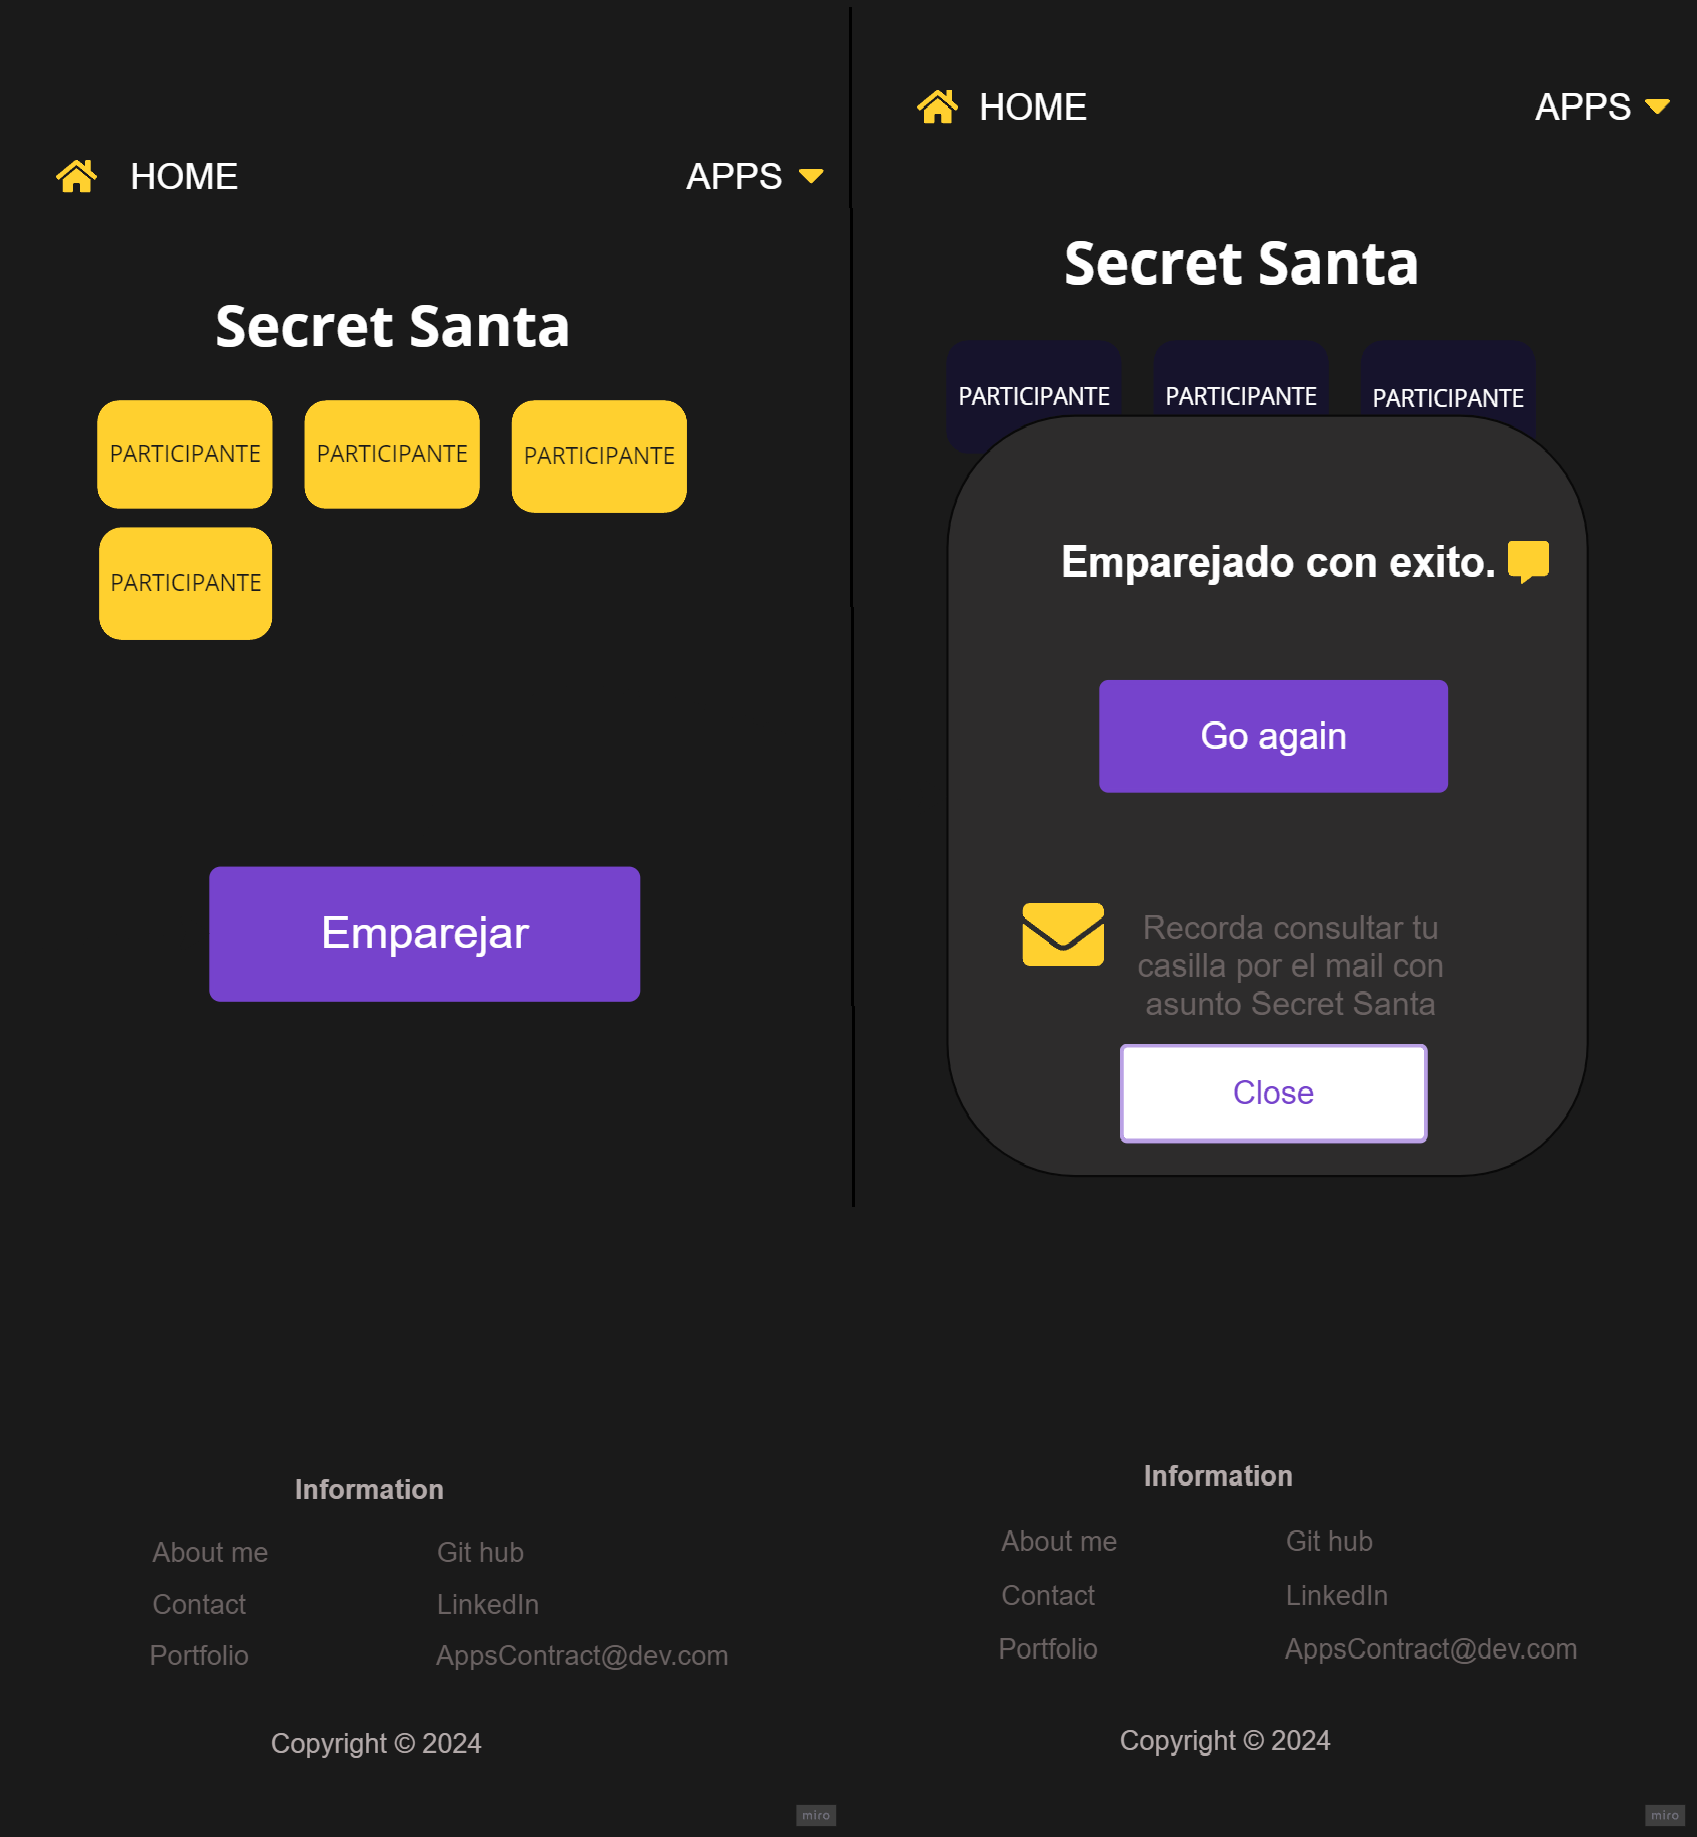 HOME
APPS
Secret Santa
PARTICIPANTE
PARTICIPANTE
PARTICIPANTE
PARTICIPANTE
Emparejar
Information
About me
Git hub
Contact
LinkedIn
Portfolio
AppsContract@dev.com
Copyright © 2024
miro
HOME
APPS
Secret Santa
PARTICIPANTE
PARTICIPANTE
PARTICIPANTE
Emparejado con exito.
Go again
Recorda consultar tu
casilla por el mail con
asunto Secret Santa
Close
Information
About me
Git hub
Contact
LinkedIn
Portfolio
AppsContract@dev.com
Copyright © 2024
miro